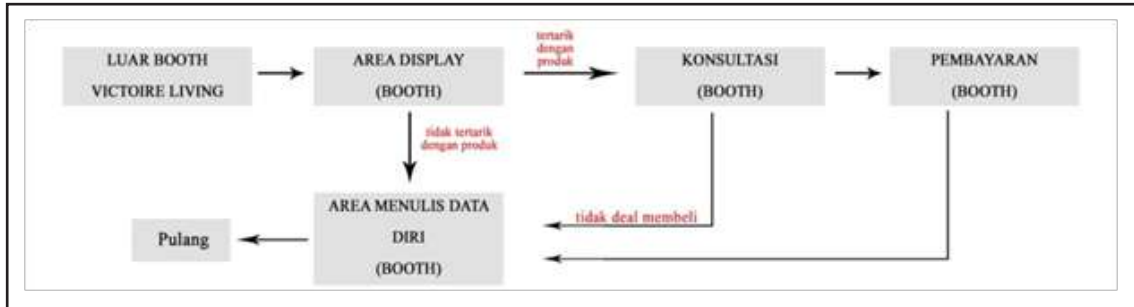 LUAR BOOTH
VICTOIRE LIVING
AREA DISPLAY
(BOOTH)
tertarik
dengan
produk
KONSULTASI
(BOOTH)
PEMBAYARAN
(BOOTH)
tidak tertarik
dengan produk
AREA MENULIS DATA
DIRI
(BOOTH)
tidak deal membeli
Pulang